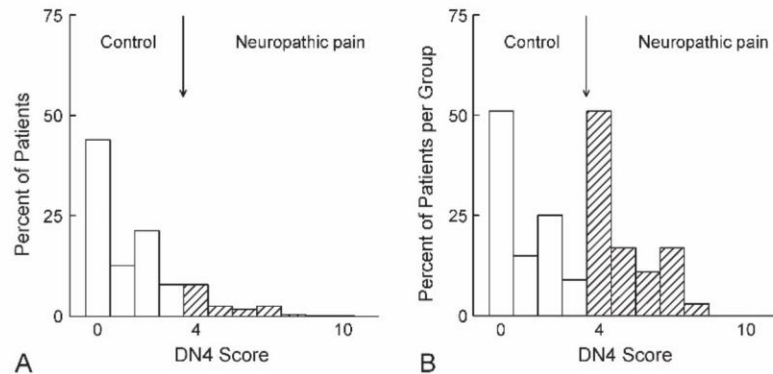 75
Control
Neuropathic pain
50
25
0
Percent of Patients
0
4
10
DN4 Score
A
75
Control
Neuropathic pain
50
25
0
Percent of Patients per Group
0
4
10
DN4 Score
B